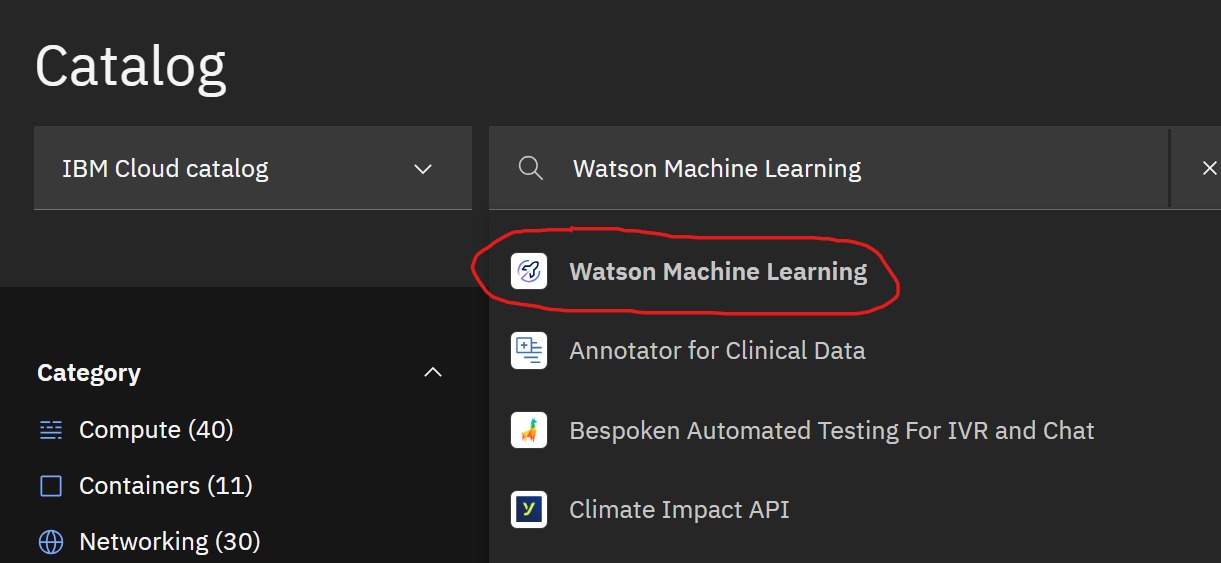 Catalog
IBM Cloud catalog
Watson Machine Learning
Watson Machine Learning
Annotator for Clinical Data
Bespoken Automated Testing For IVR and Chat
Climate Impact API
Category
Compute (40)
Containers (11)
Networking (30)